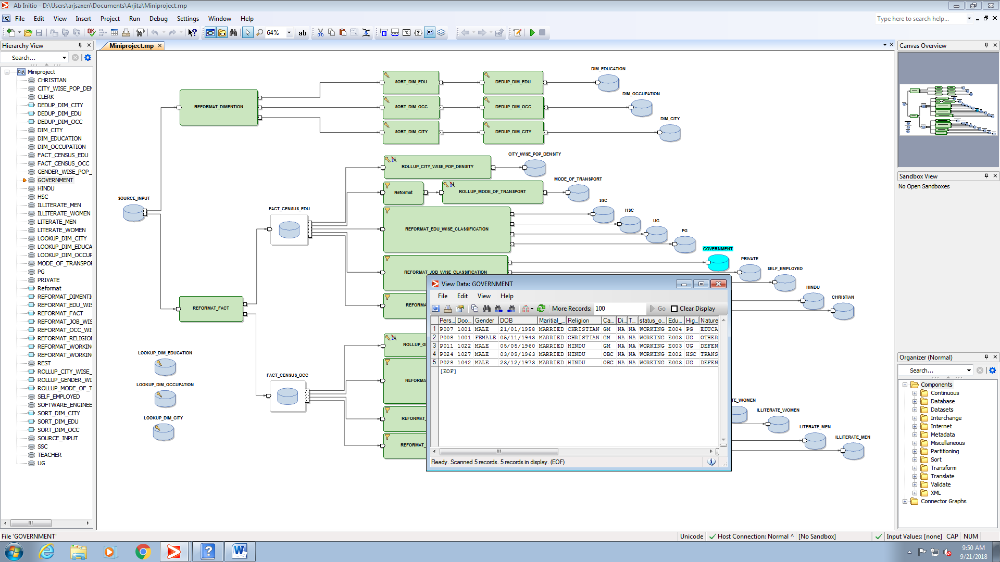 Ab Initio - D:\Users\arjsaxen\Documents\Arjita\Miniproject.mp
File Edit View Insert Project Run Debug Settings Window Help
Type here to search help...
64%
ab
Hierarchy View
Search...
Miniproject
CHRISTIAN
CITY_WISE_POP_DEN
CLERK
DEDUP_DIM_CITY
DEDUP_DIM_EDU
DEDUP_DIM_OCC
DIM_CITY
DIM_EDUCATION
DIM_OCCUPATION
FACT_CENSUS_EDU
FACT_CENSUS_OCC
GENDER_WISE_POP_
GOVERNMENT
HINDU
HSC
ILLITERATE_MEN
ILLITERATE_WOMEN
LITERATE_MEN
LITERATE_WOMEN
LOOKUP_DIM_CITY
LOOKUP_DIM_EDUCA
LOOKUP_DIM_OCCUP
MODE_OF_TRANSPOR
PG
PRIVATE
Reformat
REFORMAT_DIMENTI
REFORMAT_EDU_WIS
REFORMAT_FACT
REFORMAT_JOB_WIS
REFORMAT_OCC_WI
REFORMAT_RELIGION
REFORMAT_WORKIN
REFORMAT_WORKIN
REST
ROLLUP_CITY_WISE_
ROLLUP_GENDER_WI
ROLLUP_MODE_OF_T
SELF_EMPLOYED
SOFTWARE_ENGINEE
SORT_DIM_CITY
SORT_DIM_EDU
SORT_DIM_OCC
SOURCE_INPUT
SSC
TEACHER
UG
Miniproject.mp
SOURCE_INPUT
REFORMAT_DIMENTION
SORT_DIM_EDU
DEDUP_DIM_EDU
DIM_EDUCATION
SORT_DIM_OCC
DEDUP_DIM_OCC
DIM_OCCUPATION
SORT_DIM_CITY
DEDUP_DIM_CITY
DIM_CITY
ROLLUP_CITY_WISE_POP_DENSITY
CITY_WISE_POP_DENSITY
Reformat
ROLLUP_MODE_OF_TRANSPORT
MODE_OF_TRANSPORT
FACT_CENSUS_EDU
REFORMAT_EDU_WISE_CLASSIFICATION
SSC
HSC
UG
PG
REFORMAT_JOB_WISE_CLASSIFICATION
GOVERNMENT
PRIVATE
SELF_EMPLOYED
REFORMA
HINDU
CHRISTIAN
REFORMAT_FACT
FACT_CENSUS_OCC
ROLLUP_G
REFORMA
REFORMAT_
REFORMAT_
TE_WOMEN
ILLITERATE_WOMEN
LITERATE_MEN
ILLITERATE_MEN
LOOKUP_DIM_EDUCATION
LOOKUP_DIM_OCCUPATION
LOOKUP_DIM_CITY
View Data: GOVERNMENT
File Edit View Help
More Records: 100 Go Clear Display
Pers... Doo... Gender DOB Maritial_... Religion Ca... Di... T... status_o... Edu... Hig... Nature
1 P007 1001 MALE 21/01/1958 MARRIED CHRISTIAN GM NA NA WORKING E004 PG EDUCA
2 P008 1001 FEMALE 05/11/1943 MARRIED CHRISTIAN GM NA NA WORKING E003 UG OTHER
3 P011 1022 MALE 05/05/1960 MARRIED HINDU GM NA NA WORKING E003 UG DEFEN
4 P024 1027 MALE 03/09/1963 MARRIED HINDU OBC NA NA WORKING E002 HSC TRANS
5 P028 1042 MALE 23/12/1973 MARRIED HINDU OBC NA NA WORKING E003 UG DEFEN
[EOF]
Ready. Scanned 5 records. 5 records in display. (EOF)
Canvas Overview
Sandbox View
No Open Sandboxes
Organizer (Normal)
Search...
Components
Continuous
Database
Datasets
Interchange
Internet
Metadata
Miscellaneous
Partitioning
Sort
Transform
Translate
Validate
XML
Connector Graphs
File 'GOVERNMENT'
Unicode
Host Connection: Normal ^
[No Sandbox]
Input Values: [none] CAP NUM
9:50 AM
9/21/2018